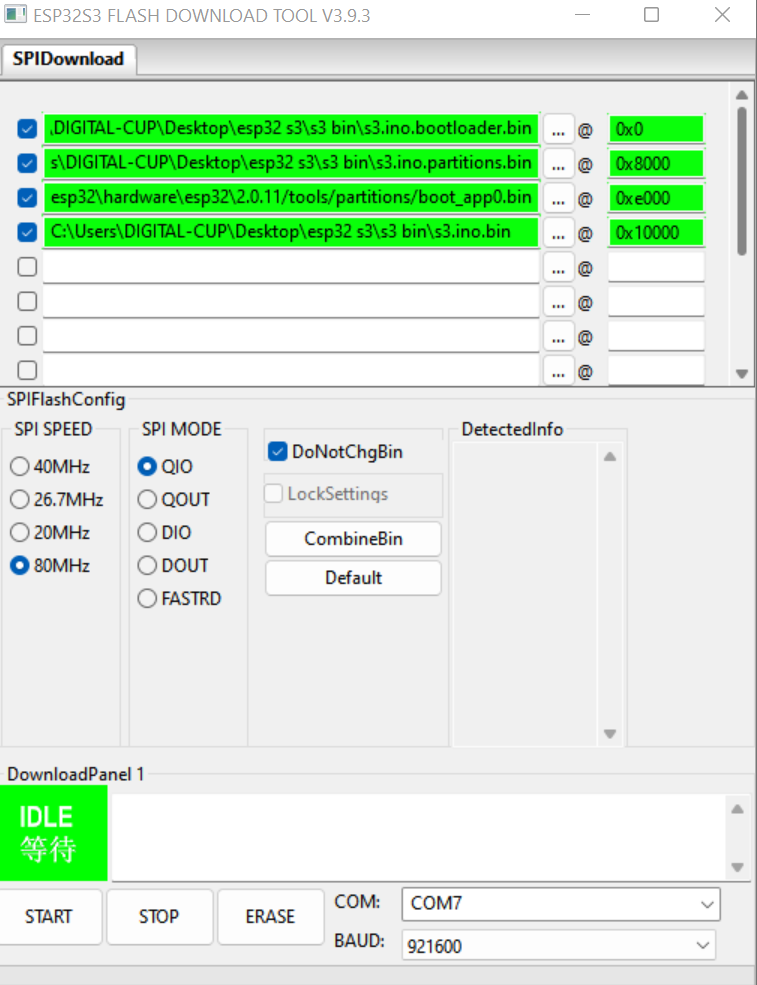 ESP32S3 FLASH DOWNLOAD TOOL V3.9.3
SPIDownload
DIGITAL-CUP\Desktop\esp32 s3\s3 bin\s3.ino.bootloader.bin ... @ 0x0
s\DIGITAL-CUP\Desktop\esp32 s3\s3 bin\s3.ino.partitions.bin ... @ 0x8000
esp32\hardware\esp32\2.0.11/tools/partitions/boot_app0.bin ... @ 0xe000
C:\Users\DIGITAL-CUP\Desktop\esp32 s3\s3 bin\s3.ino.bin ... @ 0x10000
... @
... @
... @
... @
SPIFlashConfig
SPI SPEED
40MHz
26.7MHz
20MHz
80MHz
SPI MODE
QIO
QOUT
DIO
DOUT
FASTRD
DoNotChgBin
LockSettings
CombineBin
Default
DetectedInfo
DownloadPanel 1
IDLE
等待
START
STOP
ERASE
COM: COM7
BAUD: 921600